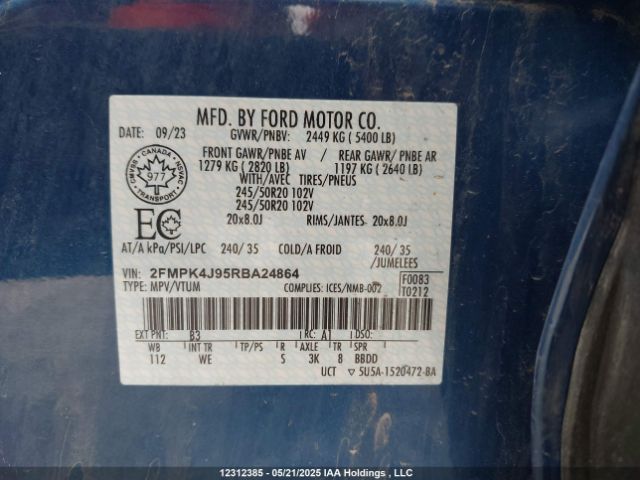 MFD. BY FORD MOTOR CO.
DATE: 09/23 GVWR/PNBV: 2449 KG ( 5400 LB)
FRONT GAWR/PNBE AV / REAR GAWR/ PNBE AR
1279 KG ( 2820 LB) 1197 KG ( 2640 LB)
WITH/AVEC TIRES/PNEUS
245/50R20 102V
245/50R20 102V
20x8.0J RIMS/JANTES 20x8.0J
CANADA
977
TRANSPORT
EC
AT/A kPa/PSI/LPC 240/ 35 COLD/A FROID 240/ 35
/JUMELEES
VIN: 2FMPK4J95RBA24864
TYPE: MPV/VTUM COMPLIES: ICES/NMB-002
F0083
T0212
EXT PNT: B3 RC: A1 DSO:
WB INT TR TP/PS R AXLE TR SPR
112 WE S 3K 8 BBDD
UCT ▽ 5U5A-1520472-BA
12312385 - 05/21/2025 IAA Holdings , LLC